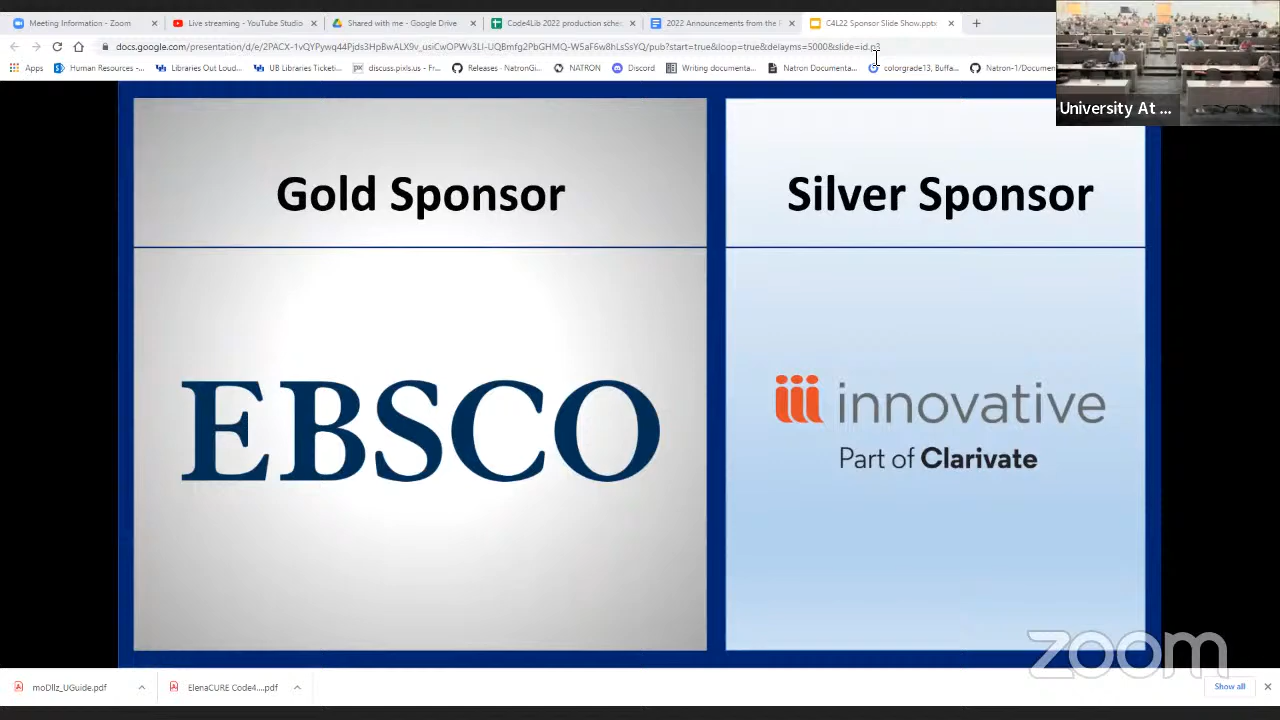 Meeting Information - Zoom
Live streaming - YouTube Studio
Shared with me - Google Drive
Code4Lib 2022 production sche
2022 Announcements from the
C4L22 Sponsor Slide Show.pptx
Apps
Human Resources -...
Libraries Out Loud...
UB Libraries Ticket...
discuss.pixls.us - Fr...
Releases · NatronGi...
NATRON
Discord
Writing documenta...
Natron Documenta...
colorgrade13, Buffa...
Natron-1/Documen
University At ...
Gold Sponsor
Silver Sponsor
EBSCO
iii innovative
Part of Clarivate
zoom
moDllz_UGuide.pdf
ElenaCURE Code4....pdf
Show all